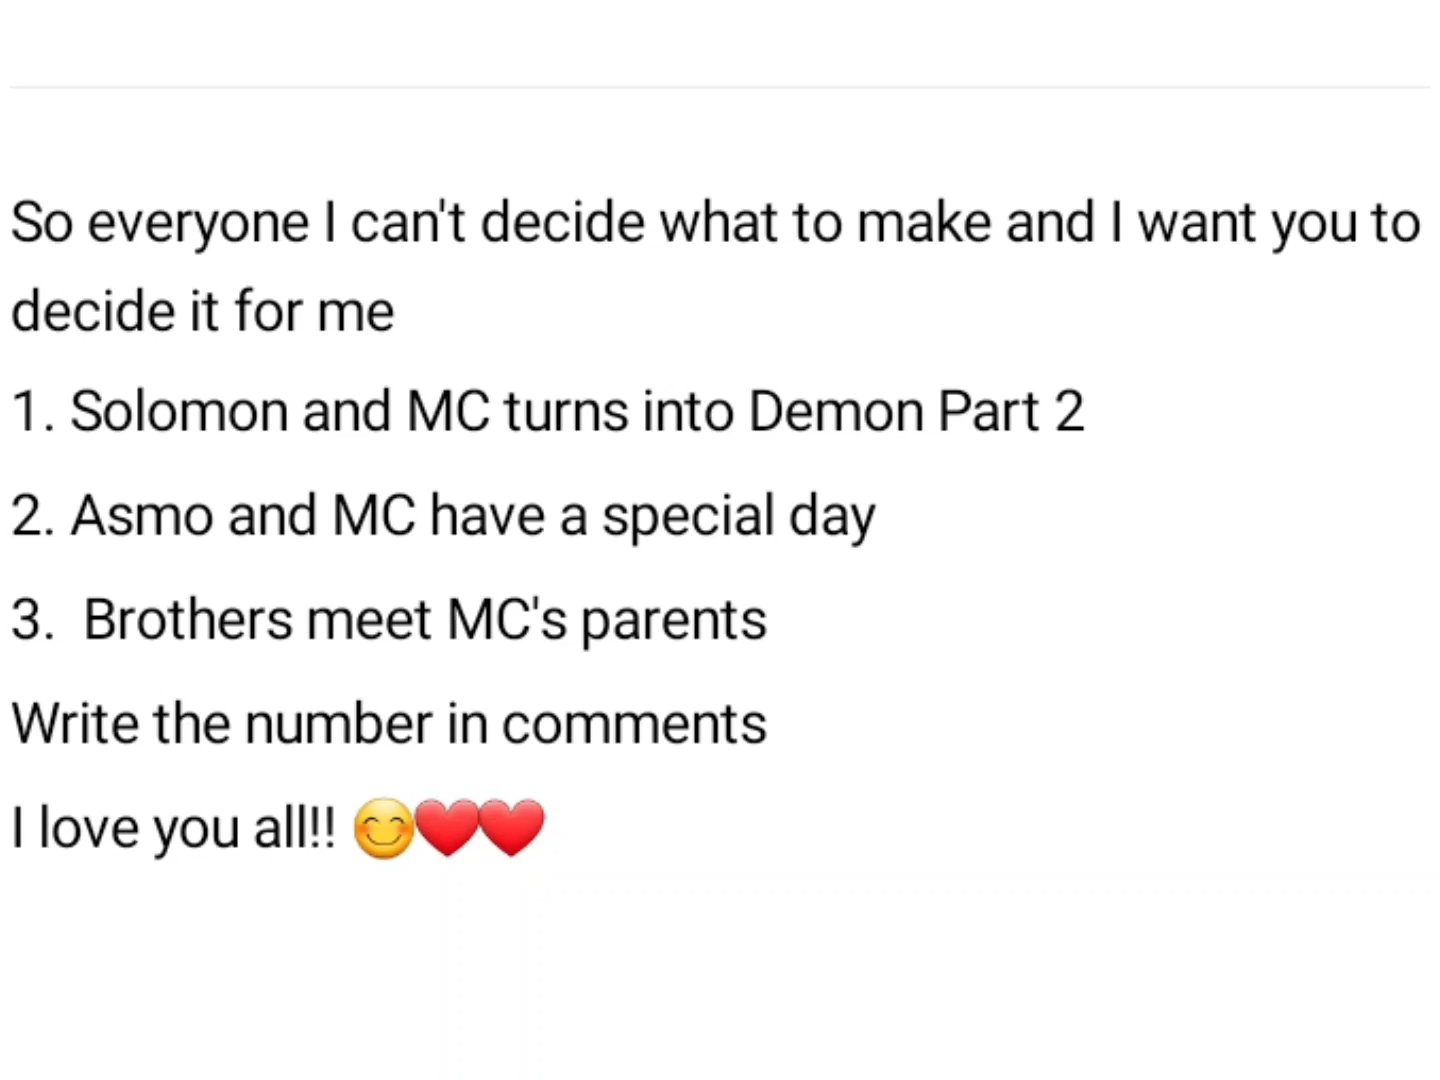 So everyone I can't decide what to make and I want you to
decide it for me
1. Solomon and MC turns into Demon Part 2
2. Asmo and MC have a special day
3.  Brothers meet MC's parents
Write the number in comments
I love you all!! 😊❤️❤️